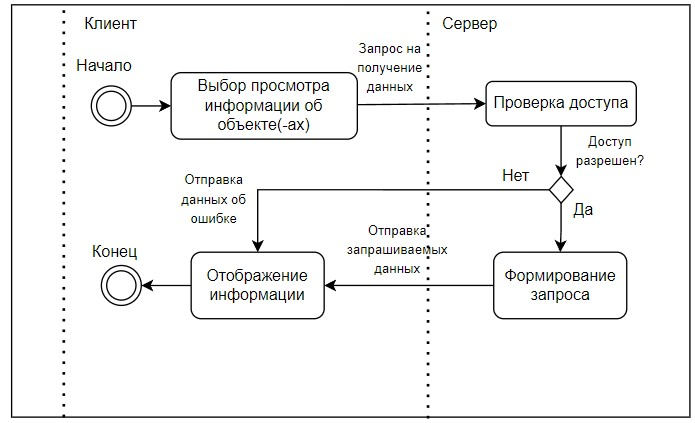 Клиент
Сервер
Начало
Выбор просмотра
информации об
объекте(-ах)
Запрос на
получение
данных
Проверка доступа
Доступ
разрешен?
Нет
Да
Отправка
данных об
ошибке
Отправка
запрашиваемых
данных
Конец
Отображение
информации
Формирование
запроса